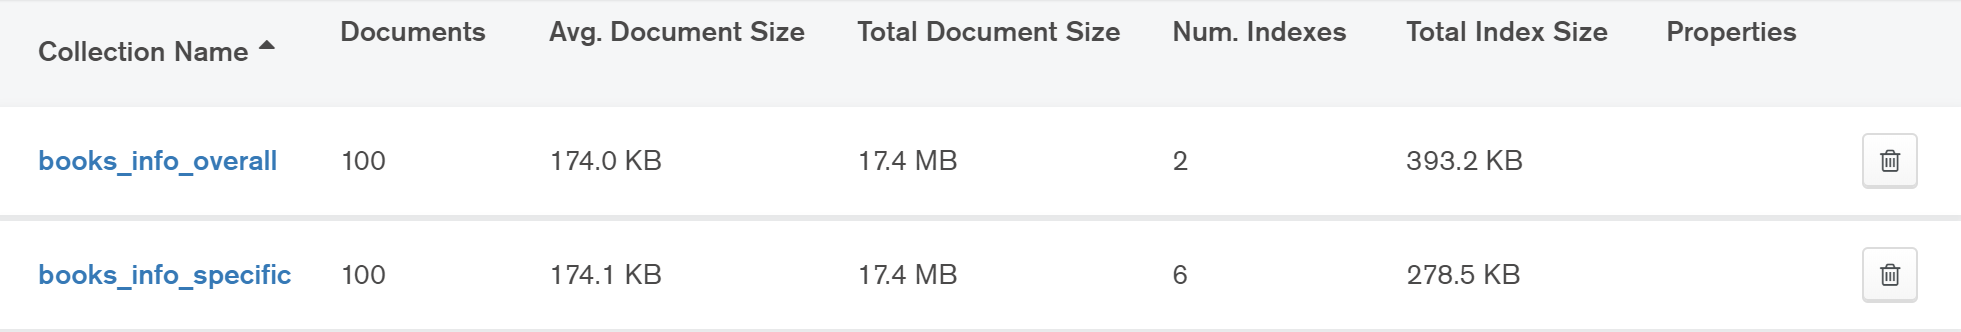 Collection Name Documents Avg. Document Size Total Document Size Num. Indexes Total Index Size Properties
books_info_overall 100 174.0 KB 17.4 MB 2 393.2 KB
books_info_specific 100 174.1 KB 17.4 MB 6 278.5 KB